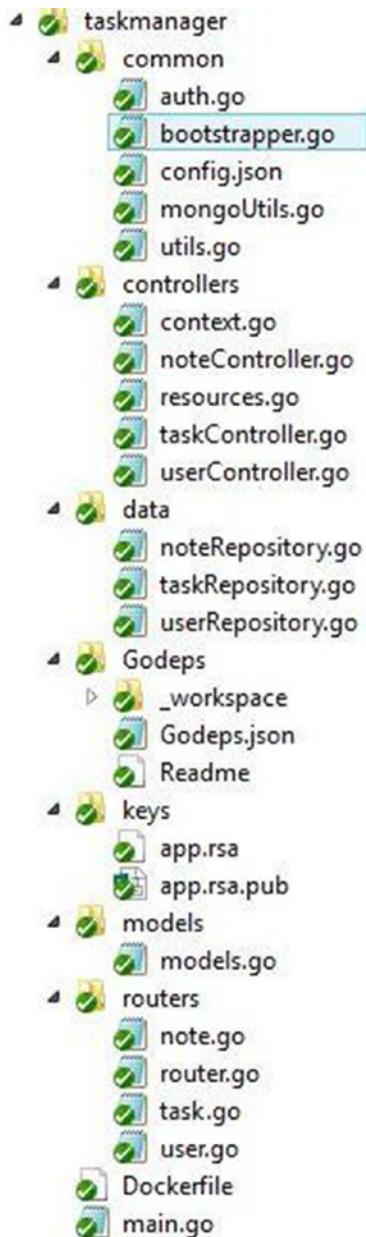 taskmanager
common
auth.go
bootstrapper.go
config.json
mongoUtils.go
utils.go
controllers
context.go
noteController.go
resources.go
taskController.go
userController.go
data
noteRepository.go
taskRepository.go
userRepository.go
Godeps
_workspace
Godeps.json
Readme
keys
app.rsa
app.rsa.pub
models
models.go
routers
note.go
router.go
task.go
user.go
Dockerfile
main.go